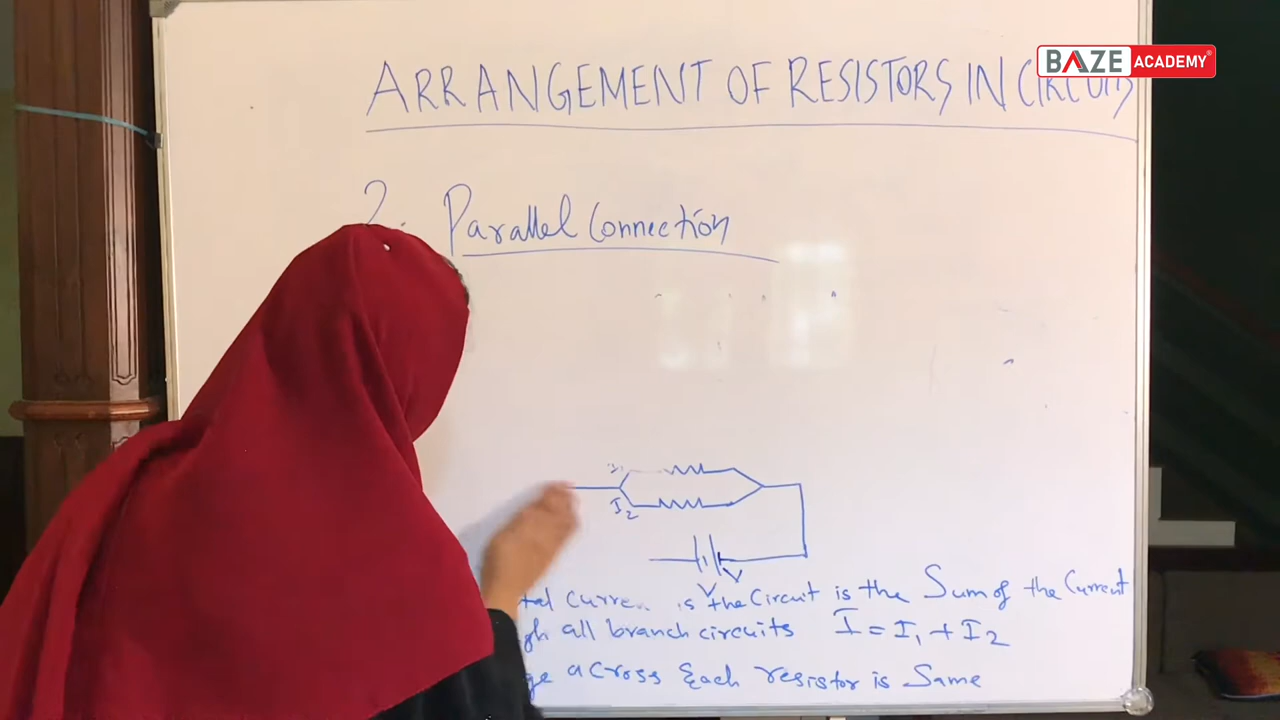 BAZE ACADEMY
ARRANGEMENT OF RESISTORS IN CIRCUITS
2. Parallel Connection
I₂
V
V
is the Circuit is the Sum of the Current
all branch circuits I = I₁ + I₂
across Each resistor is Same